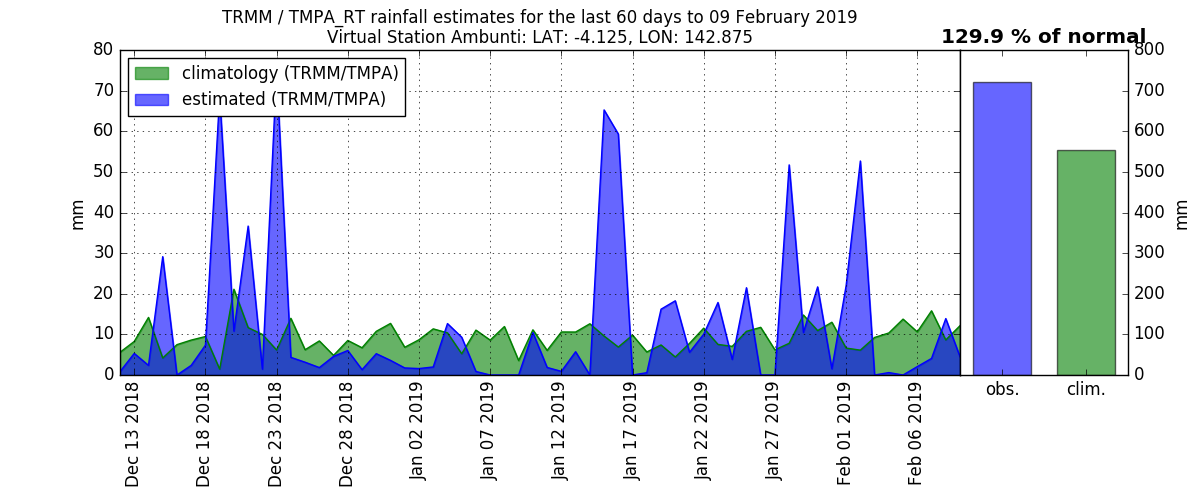 TRMM / TMPA_RT rainfall estimates for the last 60 days to 09 February 2019
Virtual Station Ambunti: LAT: -4.125, LON: 142.875
129.9 % of normal
climatology (TRMM/TMPA)
estimated (TRMM/TMPA)
mm
80
70
60
50
40
30
20
10
0
Dec 13 2018
Dec 18 2018
Dec 23 2018
Dec 28 2018
Jan 02 2019
Jan 07 2019
Jan 12 2019
Jan 17 2019
Jan 22 2019
Jan 27 2019
Feb 01 2019
Feb 06 2019
obs.
clim.
800
700
600
500
400
300
200
100
0
mm